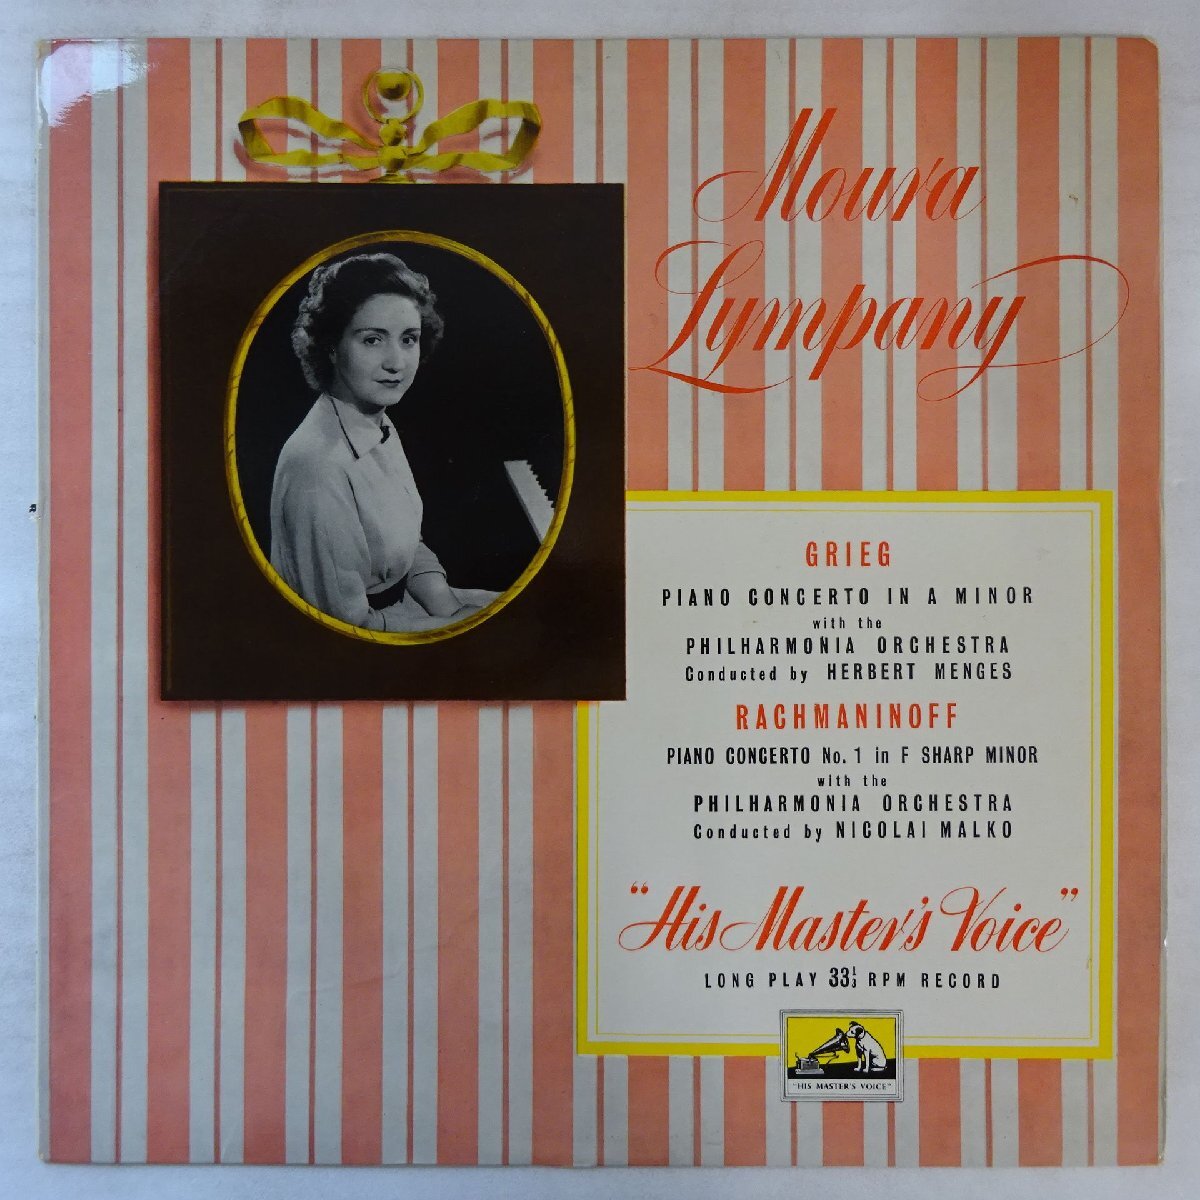 Moura
Lympany
GRIEG
PIANO CONCERTO IN A MINOR
with the
PHILHARMONIA ORCHESTRA
Conducted by HERBERT MENGES
RACHMANINOFF
PIANO CONCERTO No. 1 in F SHARP MINOR
with the
PHILHARMONIA ORCHESTRA
Conducted by NICOLAI MALKO
"His Master's Voice"
LONG PLAY 33⅓ RPM RECORD
"HIS MASTER'S VOICE"